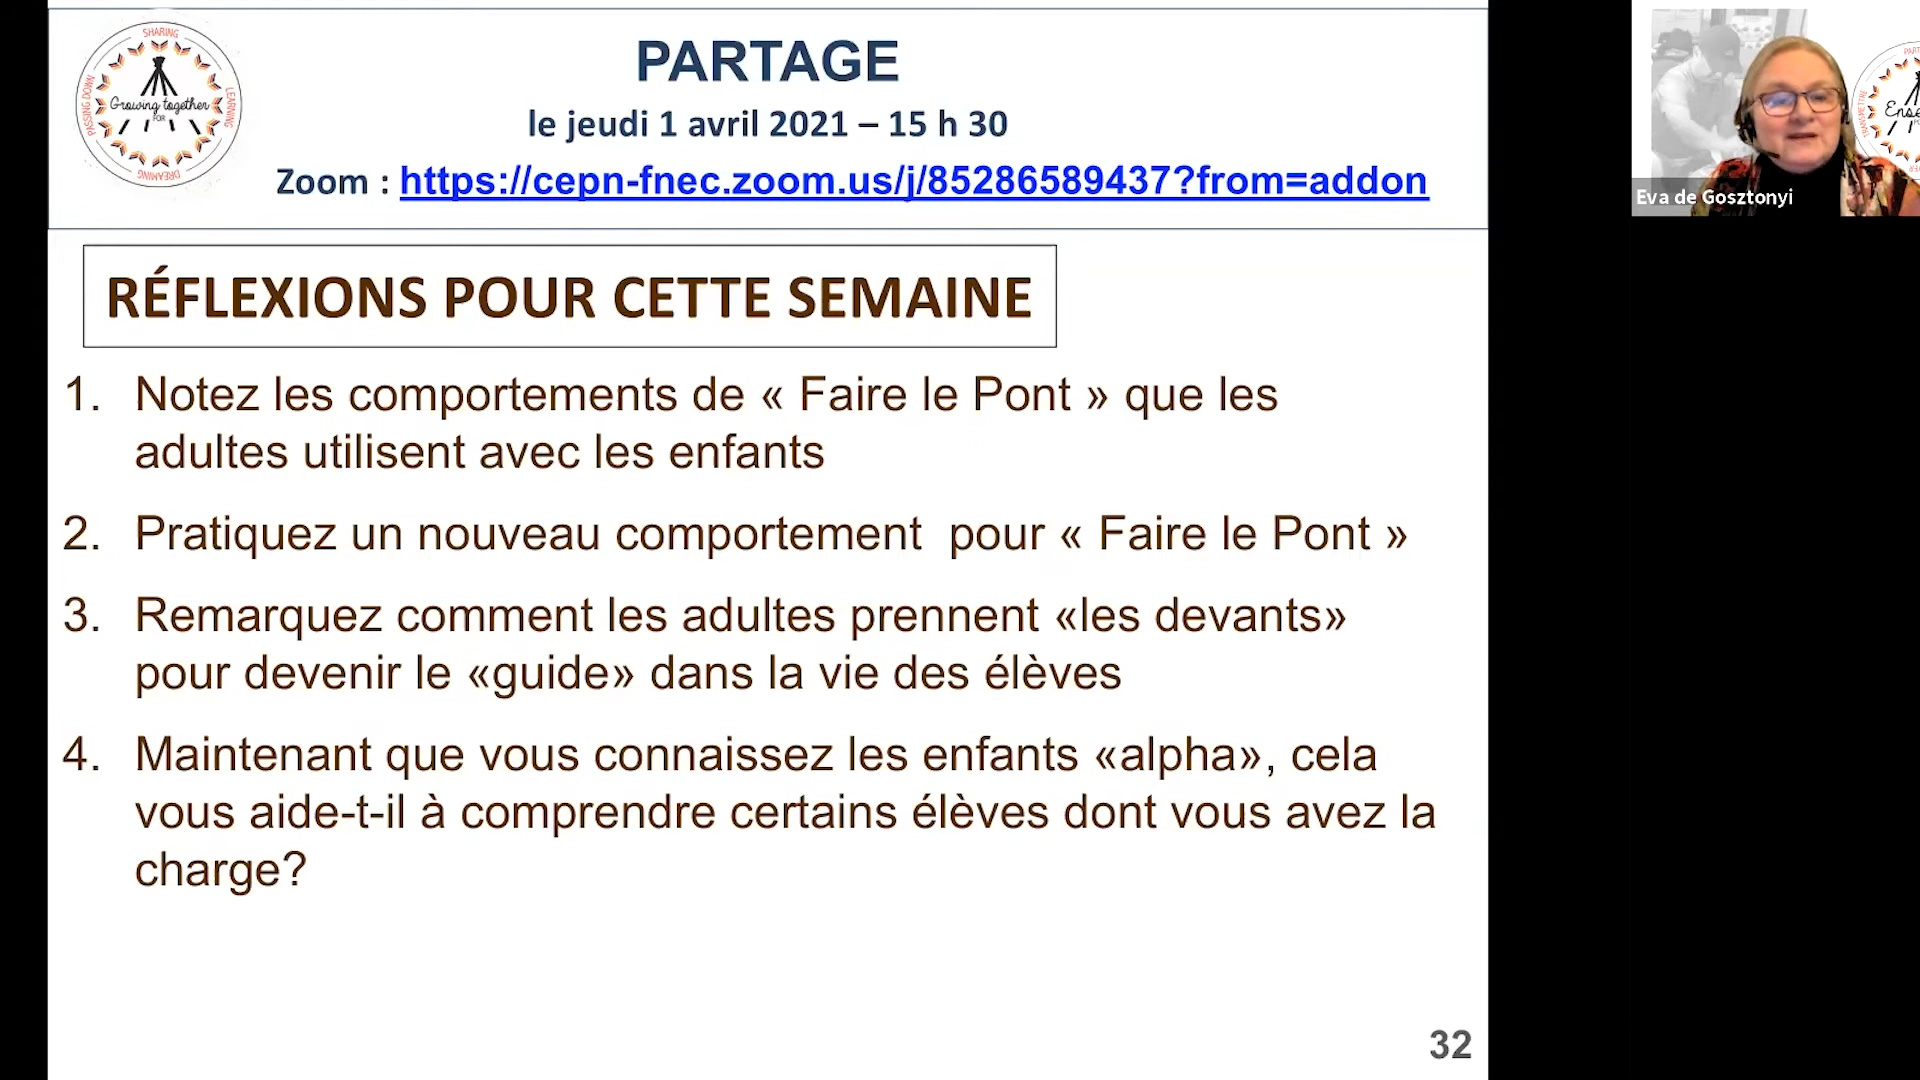 SHARING
LEARNING
DREAMING
PASSING DOWN
Growing together
FOR
PARTAGE
le jeudi 1 avril 2021 – 15 h 30
Zoom : https://cepn-fnec.zoom.us/j/85286589437?from=addon
RÉFLEXIONS POUR CETTE SEMAINE
1. Notez les comportements de « Faire le Pont » que les
adultes utilisent avec les enfants
2. Pratiquez un nouveau comportement  pour « Faire le Pont »
3. Remarquez comment les adultes prennent «les devants»
pour devenir le «guide» dans la vie des élèves
4. Maintenant que vous connaissez les enfants «alpha», cela
vous aide-t-il à comprendre certains élèves dont vous avez la
charge?
32
Eva de Gosztonyi